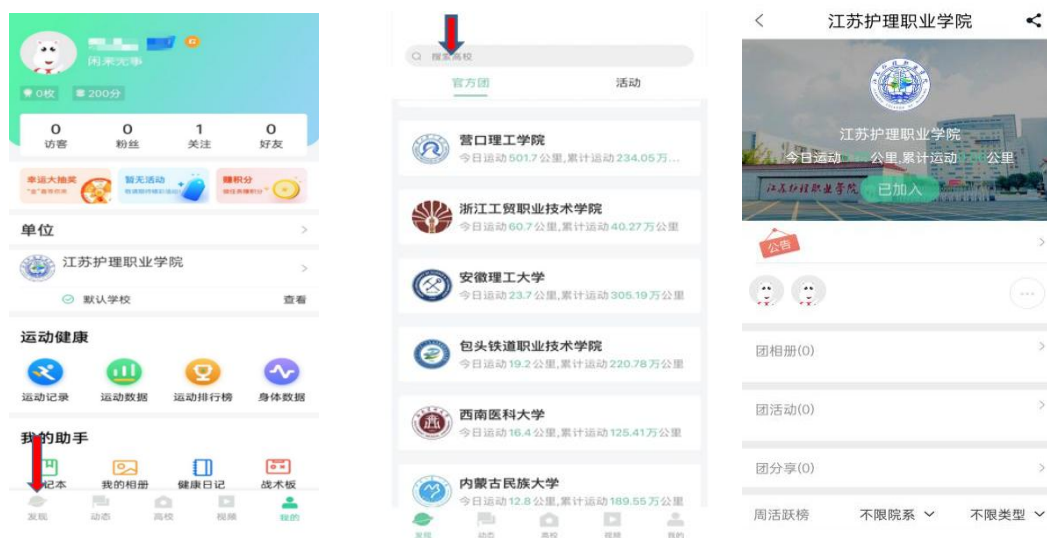 闲来无事
0枚
200分
0
0
1
0
访客
粉丝
关注
好友
幸运大抽奖
暂无活动
赚积分
单位
江苏护理职业学院
默认学校
查看
运动健康
运动记录
运动数据
运动排行榜
身体数据
我的助手
记本
我的相册
健康日记
战术板
发现
动态
高校
视频
我的
搜索高校
官方团
活动
营口理工学院
今日运动501.7公里,累计运动234.05万...
浙江工贸职业技术学院
今日运动60.7公里,累计运动40.27万公里
安徽理工大学
今日运动23.7公里,累计运动305.19万公里
包头铁道职业技术学院
今日运动19.2公里,累计运动220.78万公里
西南医科大学
今日运动16.4公里,累计运动125.41万公里
内蒙古民族大学
今日运动12.8公里,累计运动189.55万公里
发现
动态
高校
视频
我的
江苏护理职业学院
江苏护理职业学院
今日运动
公里,累计运动
公里
江苏护理职业学院
已加入
公告
团相册(0)
团活动(0)
团分享(0)
周活跃榜
不限院系
不限类型